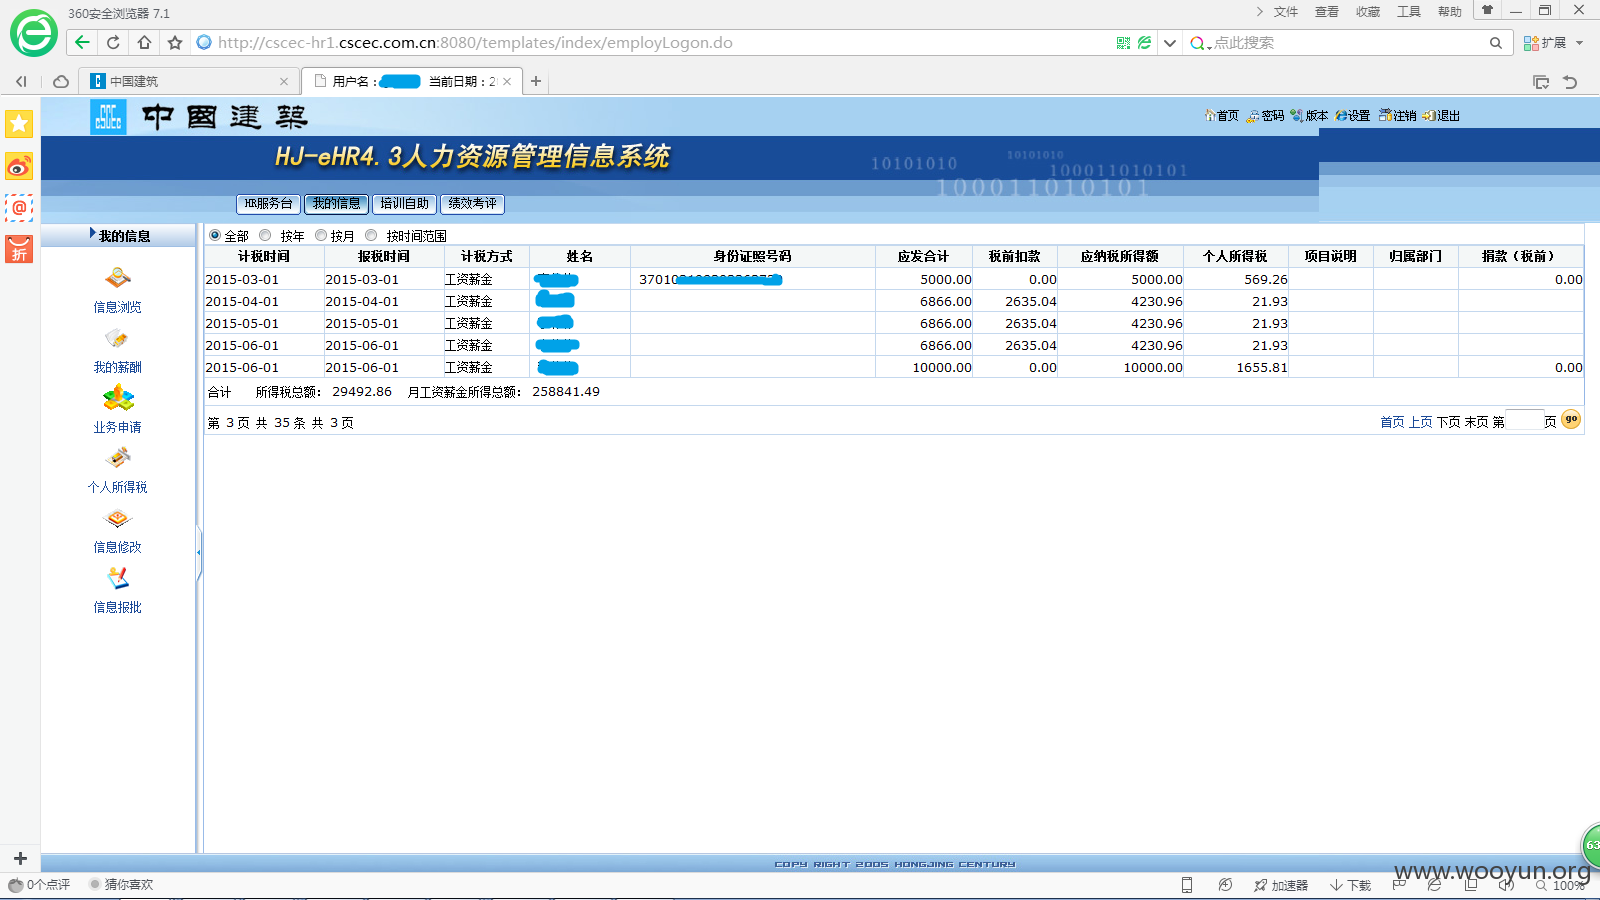 360安全浏览器 7.1
文件 查看 收藏 工具 帮助
http://cscec-hr1.cscec.com.cn:8080/templates/index/employLogon.do
点此搜索
扩展
中国建筑
用户名： 当前日期：2
CSCEC 中國建築
首页 密码 版本 设置 注销 退出
HJ-eHR4.3人力资源管理信息系统
10101010
10101010
100011010101
100011010101
HR服务台 我的信息 培训自助 绩效考评
我的信息
全部 按年 按月 按时间范围
计税时间 报税时间 计税方式 姓名 身份证照号码 应发合计 税前扣款 应纳税所得额 个人所得税 项目说明 归属部门 捐款（税前）
2015-03-01 2015-03-01 工资薪金 3701 5000.00 0.00 5000.00 569.26 0.00
2015-04-01 2015-04-01 工资薪金 6866.00 2635.04 4230.96 21.93
2015-05-01 2015-05-01 工资薪金 6866.00 2635.04 4230.96 21.93
2015-06-01 2015-06-01 工资薪金 6866.00 2635.04 4230.96 21.93
2015-06-01 2015-06-01 工资薪金 10000.00 0.00 10000.00 1655.81 0.00
合计 所得税总额： 29492.86 月工资薪金所得总额： 258841.49
第 3 页 共 35 条 共 3 页
首页 上页 下页 末页 第 页 go
信息浏览
我的薪酬
业务申请
个人所得税
信息修改
信息报批
折
COPY RIGHT 2005 HONGJING CENTURY
63
www.wooyun.org
0个点评 猜你喜欢
加速器 下载 100%